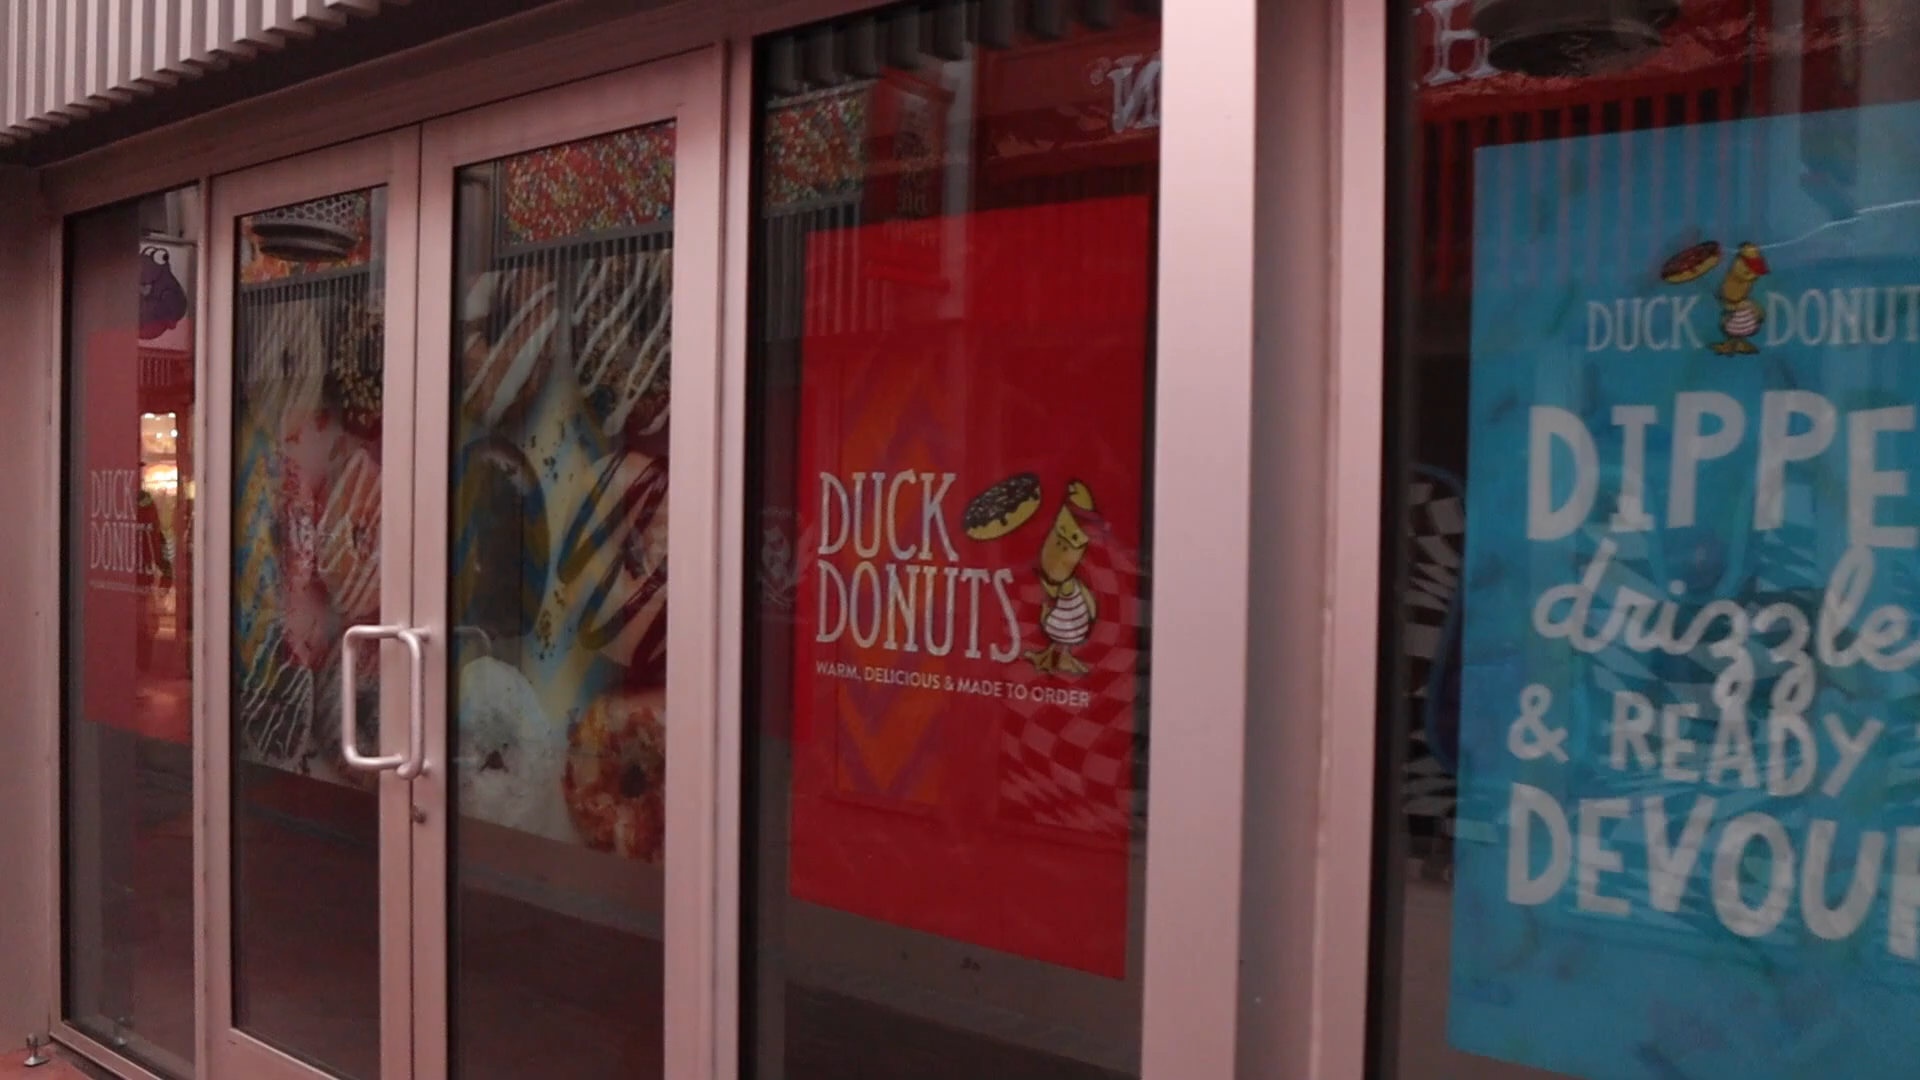 DUCK
DONUTS
DUCK
DONUTS
WARM, DELICIOUS & MADE TO ORDER
DUCK DONUT
DIPPE
drizzle
& READY
DEVOUR